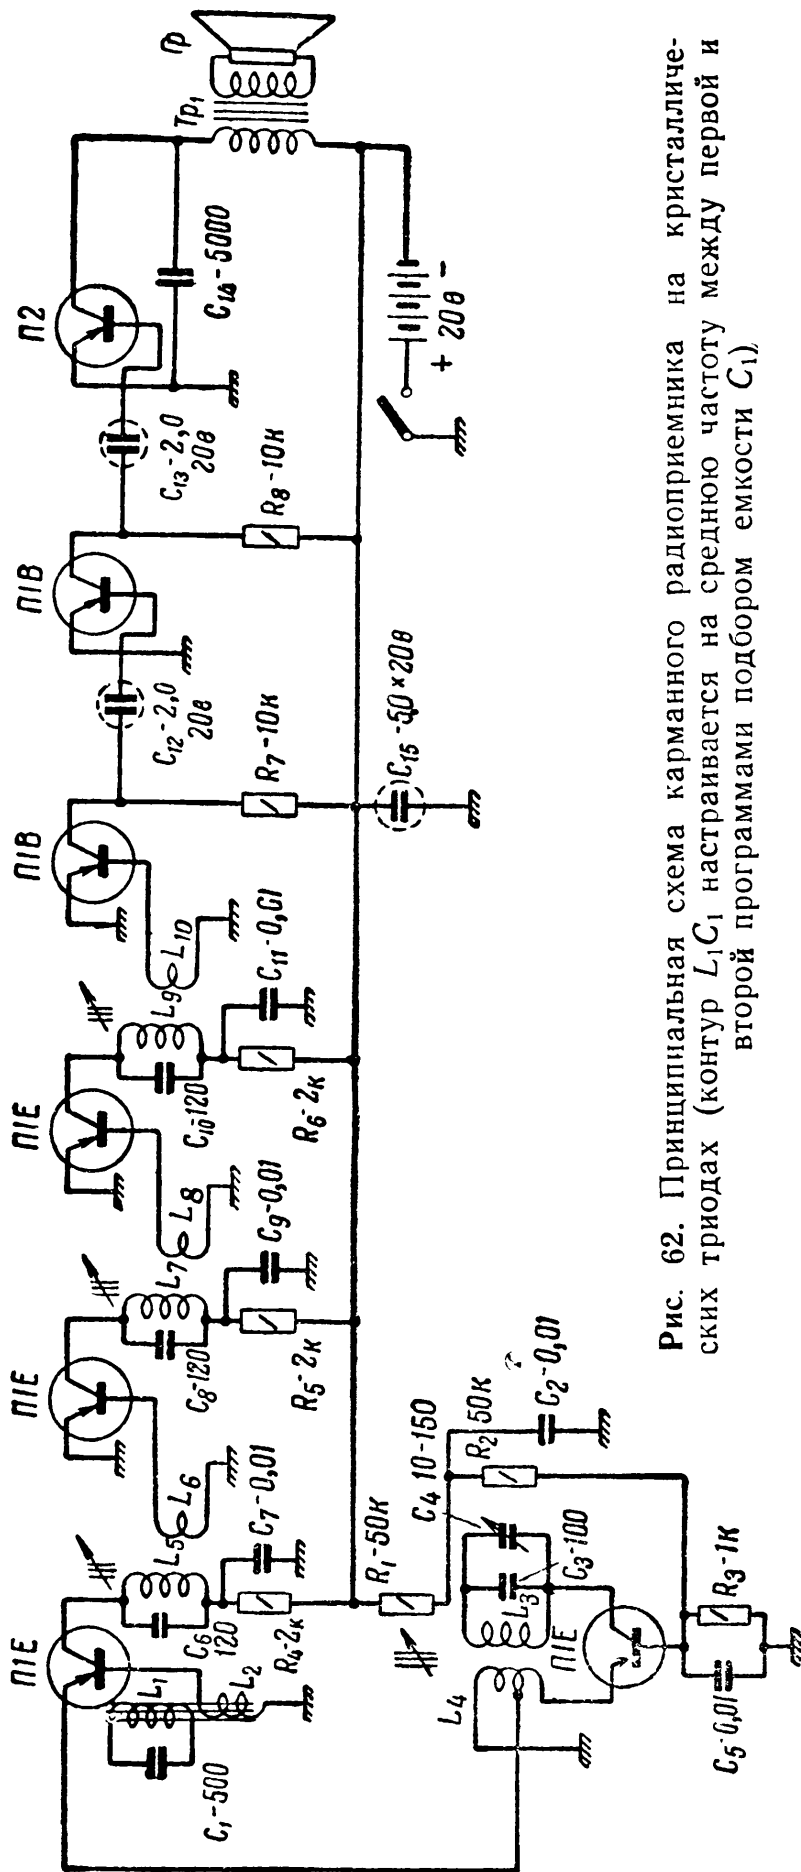 П1Е
П1Е
П1Е
П1В
П1В
П2
Тр₁
Гр
L₁
L₂
C₁-500
C₆
120
L₅
L₆
C₇-0,01
R₄-2к
C₈-120
L₇
L₈
C₉-0,01
R₅-2к
C₁₀-120
L₉
L₁₀
C₁₁-0,01
R₆-2к
C₁₂-2,0
20в
R₇-10к
C₁₃-2,0
20в
R₈-10к
C₁₄-5000
C₁₅-5,0×20в
+ 20в -
R₁-50К
C₄ 10-150
R₂ 50К
C₂-0,01
L₃
C₃-100
L₄
П1Е
R₃-1К
C₅-0,01
Рис. 62. Принципиальная схема карманного радиоприемника на кристалличе-
ских триодах (контур L₁C₁ настраивается на среднюю частоту между первой и
второй программами подбором емкости C₁)